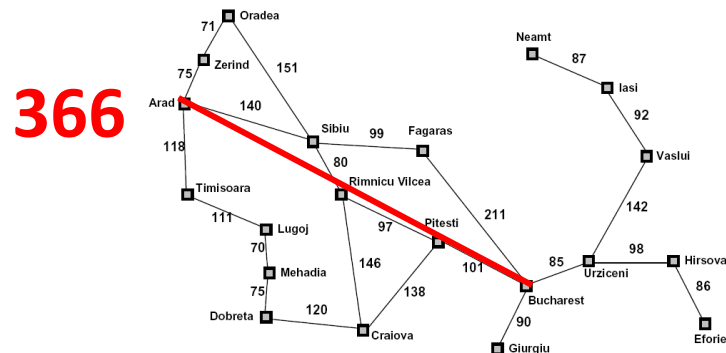 71
Oradea
Neamt
87
Zerind
151
75
Iasi
366
Arad
140
92
Sibiu
99
Fagaras
118
80
Vaslui
Rimnicu Vilcea
Timisoara
142
111
97
Pitesti
211
Lugoj
70
146
101
85
98
Hirsova
Mehadia
Urziceni
75
138
86
Bucharest
Dobreta
120
90
Craiova
Eforie
Giurgiu